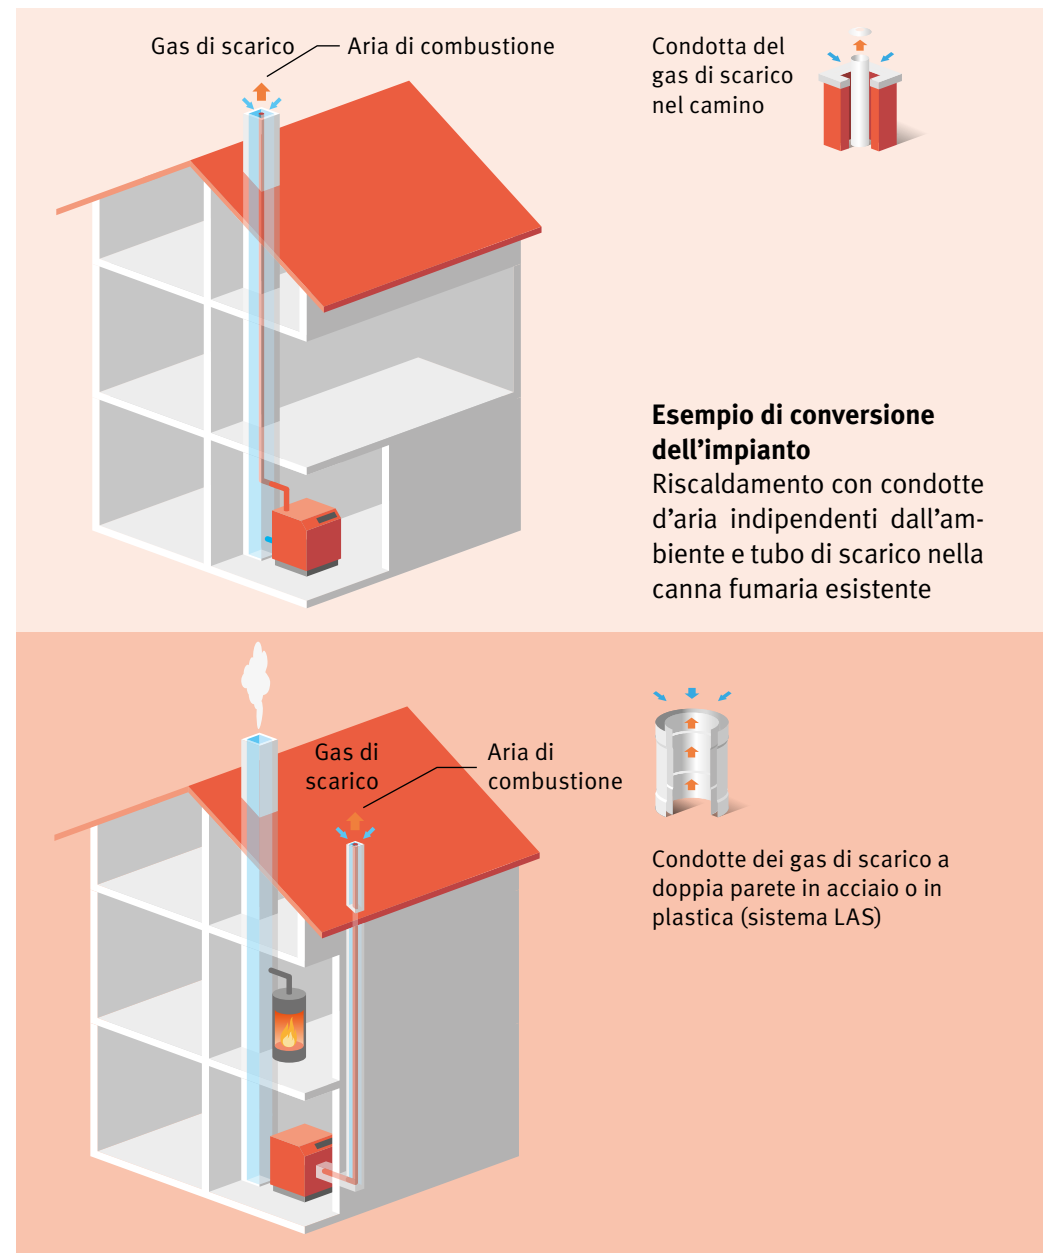 Gas di scarico
Aria di combustione
Condotta del
gas di scarico
nel camino
Esempio di conversione
dell’impianto
Riscaldamento con condotte
d’aria indipendenti dall’am-
biente e tubo di scarico nella
canna fumaria esistente
Gas di
scarico
Aria di
combustione
Condotte dei gas di scarico a
doppia parete in acciaio o in
plastica (sistema LAS)